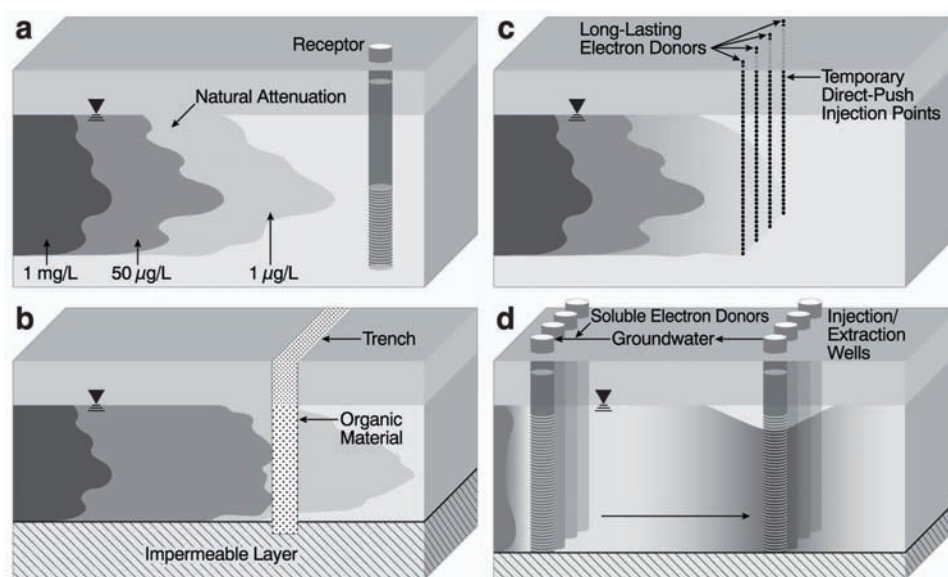 a
Receptor
Natural Attenuation
1 mg/L
50 µg/L
1 µg/L
b
Trench
Organic
Material
Impermeable Layer
c
Long-Lasting
Electron Donors
Temporary
Direct-Push
Injection Points
d
Soluble Electron Donors
Groundwater
Injection/
Extraction
Wells